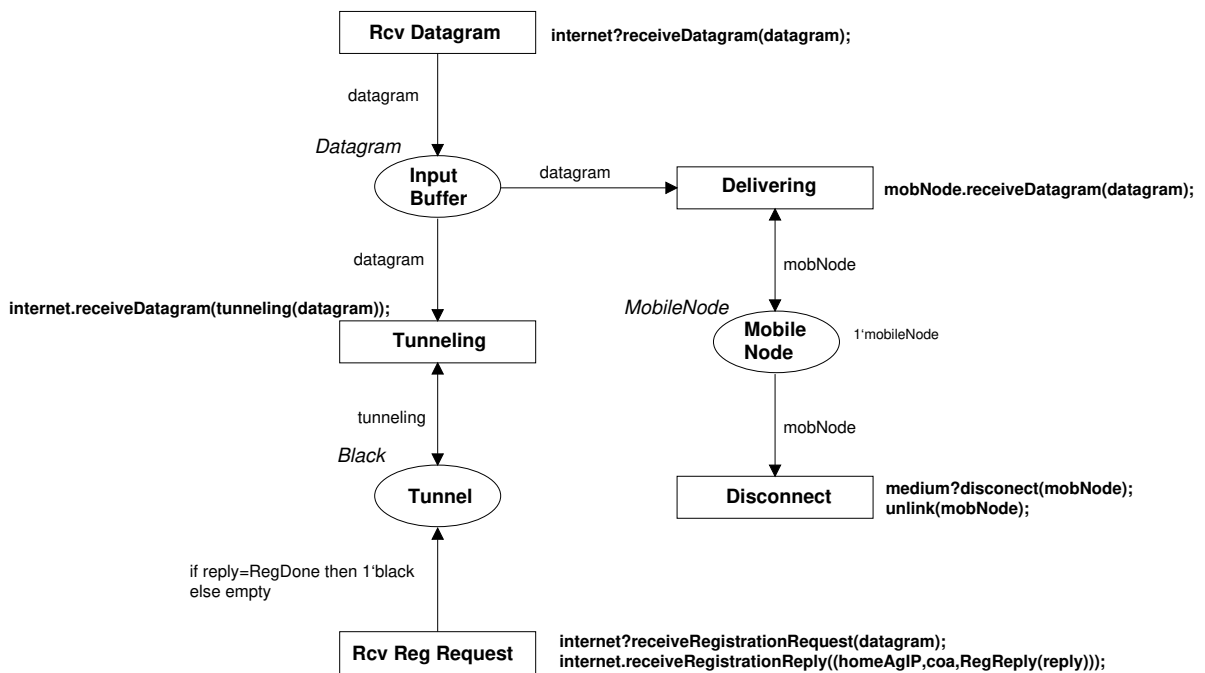 Rcv Datagram
internet?receiveDatagram(datagram);
datagram
Datagram
Input
Buffer
datagram
Delivering
mobNode.receiveDatagram(datagram);
datagram
mobNode
internet.receiveDatagram(tunneling(datagram));
MobileNode
Tunneling
Mobile
Node
1‘mobileNode
tunneling
mobNode
Black
Tunnel
Disconnect
medium?disconect(mobNode);
unlink(mobNode);
if reply=RegDone then 1‘black
else empty
Rcv Reg Request
internet?receiveRegistrationRequest(datagram);
internet.receiveRegistrationReply((homeAgIP,coa,RegReply(reply)));